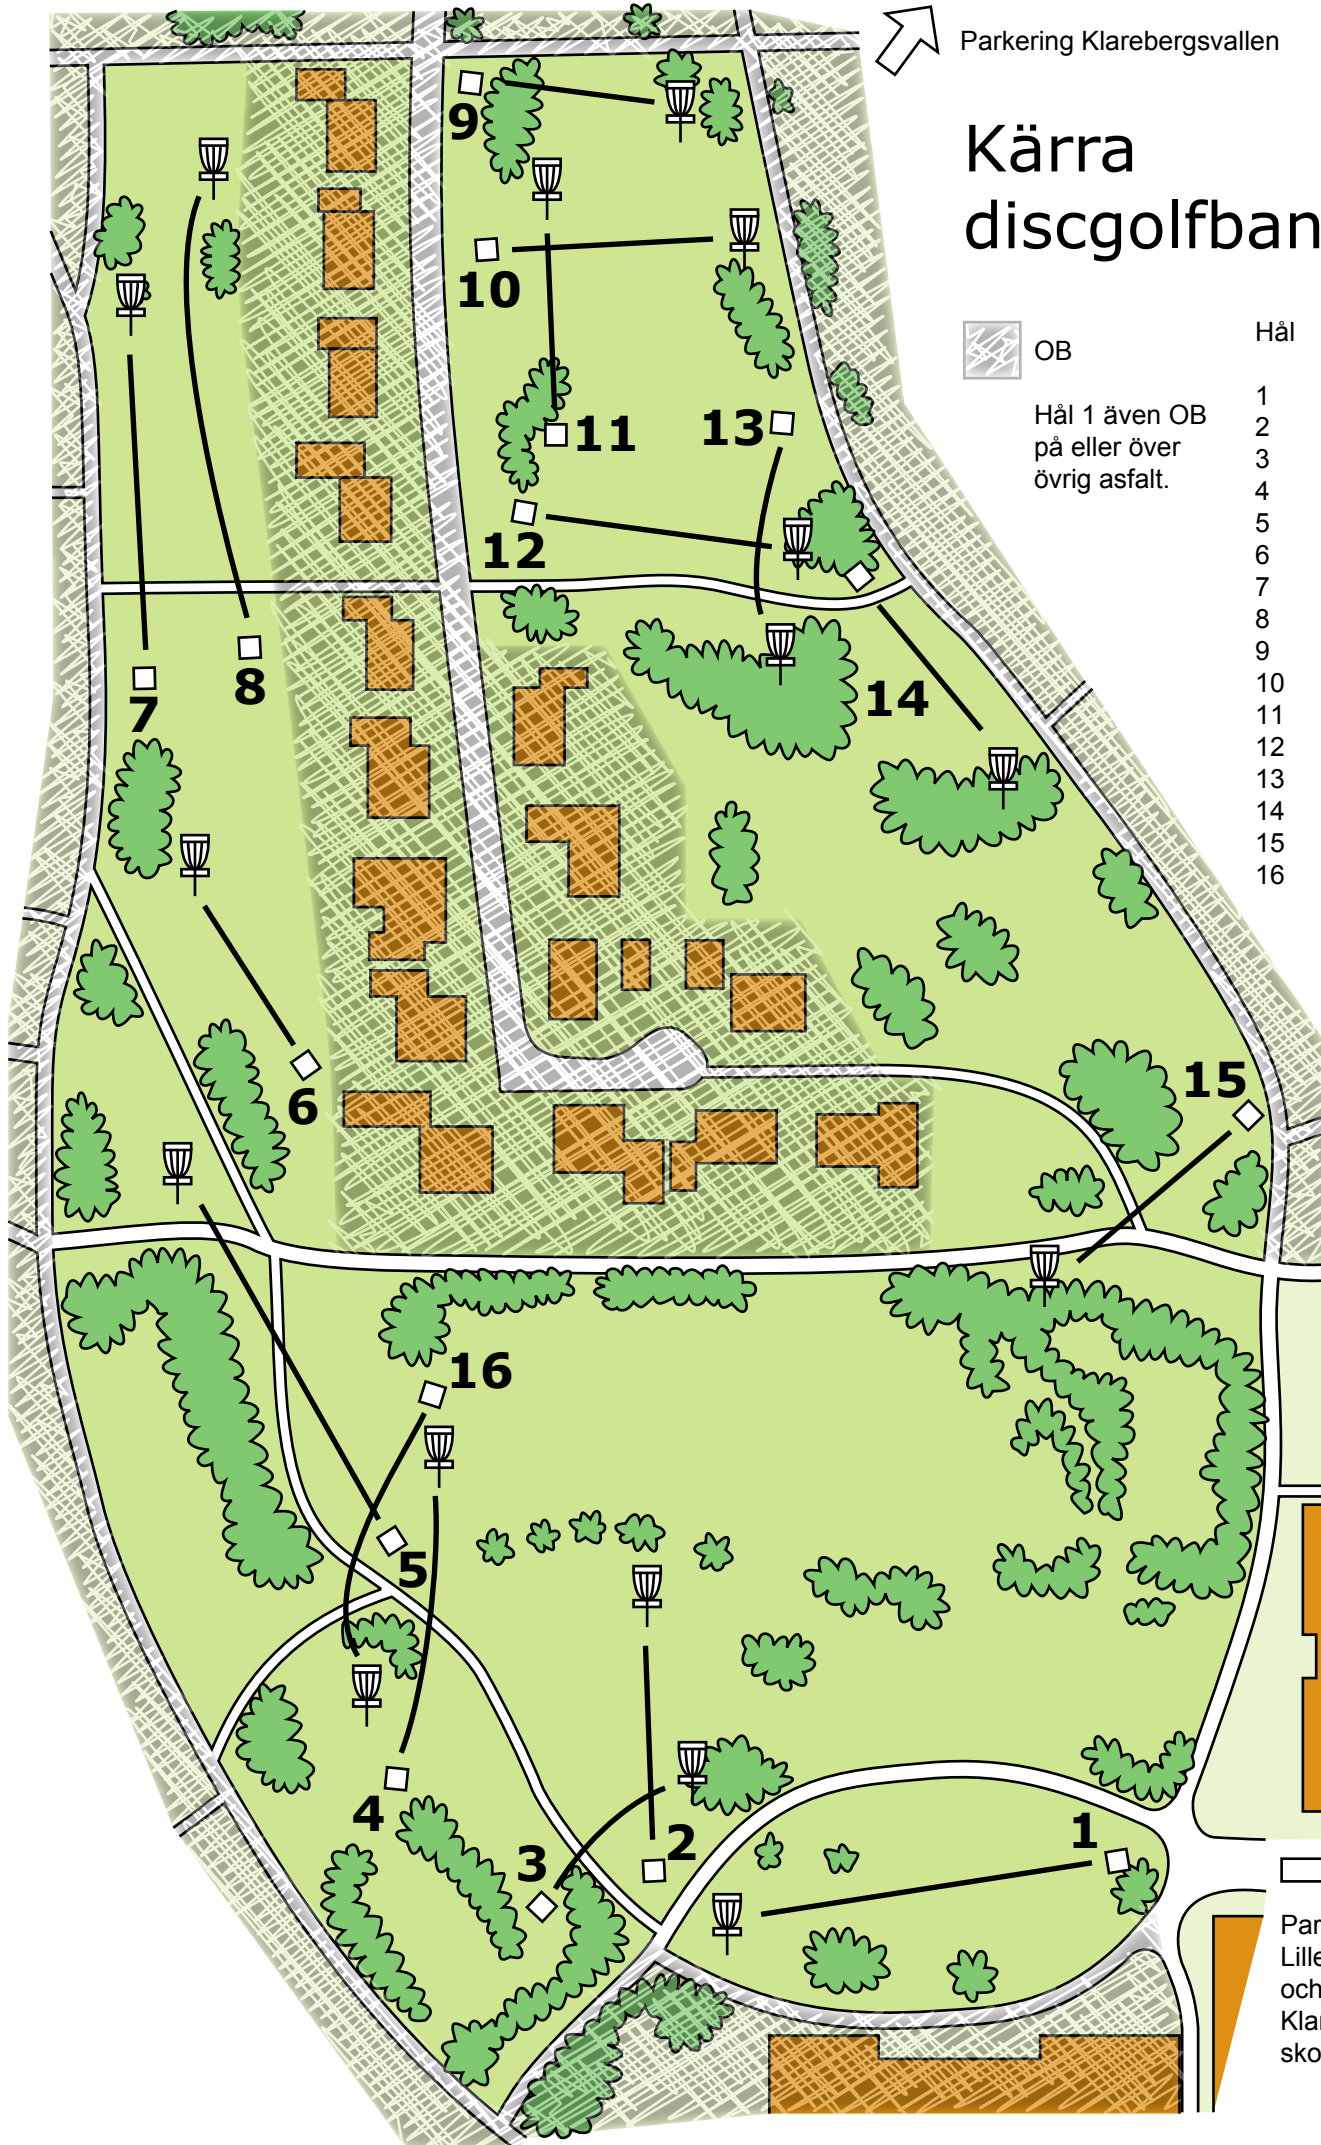 Parkering Klarebergsvallen
Kärra
discgolfban
OB
Hål 1 även OB
på eller över
övrig asfalt.
Hål
1
2
3
4
5
6
7
8
9
10
11
12
13
14
15
16
9
10
11
13
12
14
8
7
6
15
16
5
4
3
2
1
Par
Lille
och
Klar
sko